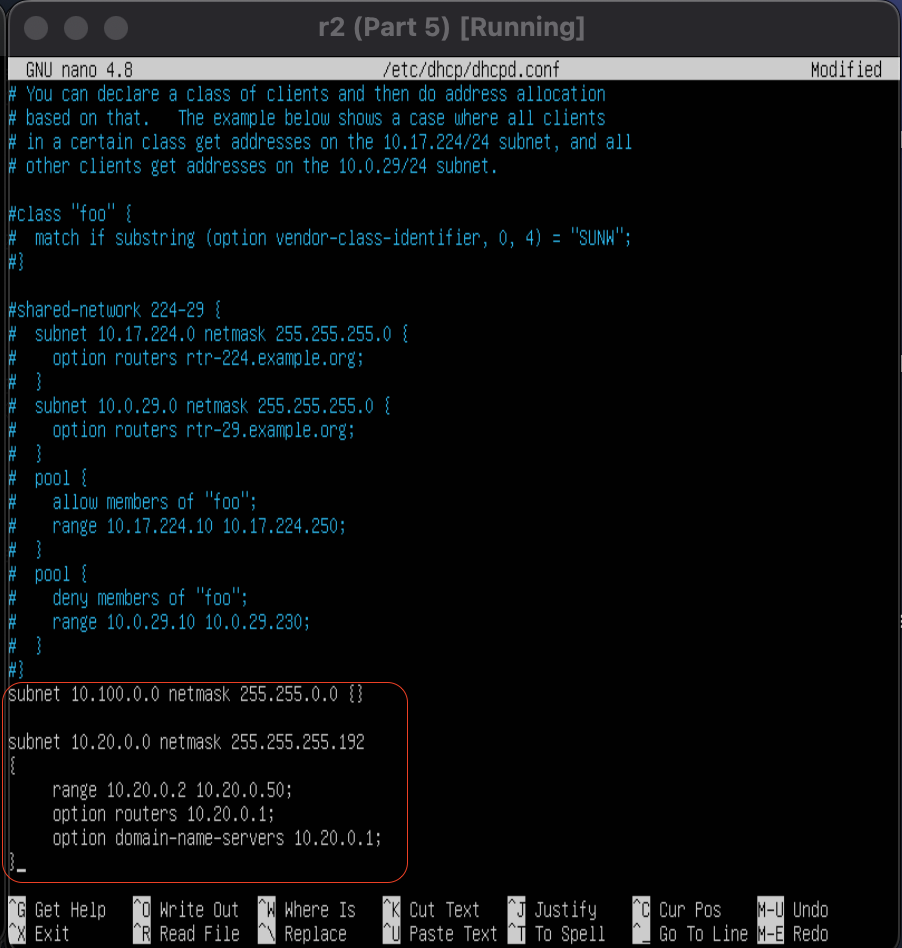 r2 (Part 5) [Running]
GNU nano 4.8 /etc/dhcp/dhcpd.conf Modified
# You can declare a class of clients and then do address allocation
# based on that.   The example below shows a case where all clients
# in a certain class get addresses on the 10.17.224/24 subnet, and all
# other clients get addresses on the 10.0.29/24 subnet.

#class "foo" {
#  match if substring (option vendor-class-identifier, 0, 4) = "SUNW";
#}

#shared-network 224-29 {
#  subnet 10.17.224.0 netmask 255.255.255.0 {
#    option routers rtr-224.example.org;
#  }
#  subnet 10.0.29.0 netmask 255.255.255.0 {
#    option routers rtr-29.example.org;
#  }
#  pool {
#    allow members of "foo";
#    range 10.17.224.10 10.17.224.250;
#  }
#  pool {
#    deny members of "foo";
#    range 10.0.29.10 10.0.29.230;
#  }
#}
subnet 10.100.0.0 netmask 255.255.0.0 {}

subnet 10.20.0.0 netmask 255.255.255.192
{
     range 10.20.0.2 10.20.0.50;
     option routers 10.20.0.1;
     option domain-name-servers 10.20.0.1;
}_
^G Get Help ^O Write Out ^W Where Is ^K Cut Text ^J Justify ^C Cur Pos M-U Undo
^X Exit ^R Read File ^\ Replace ^U Paste Text ^T To Spell ^_ Go To Line M-E Redo